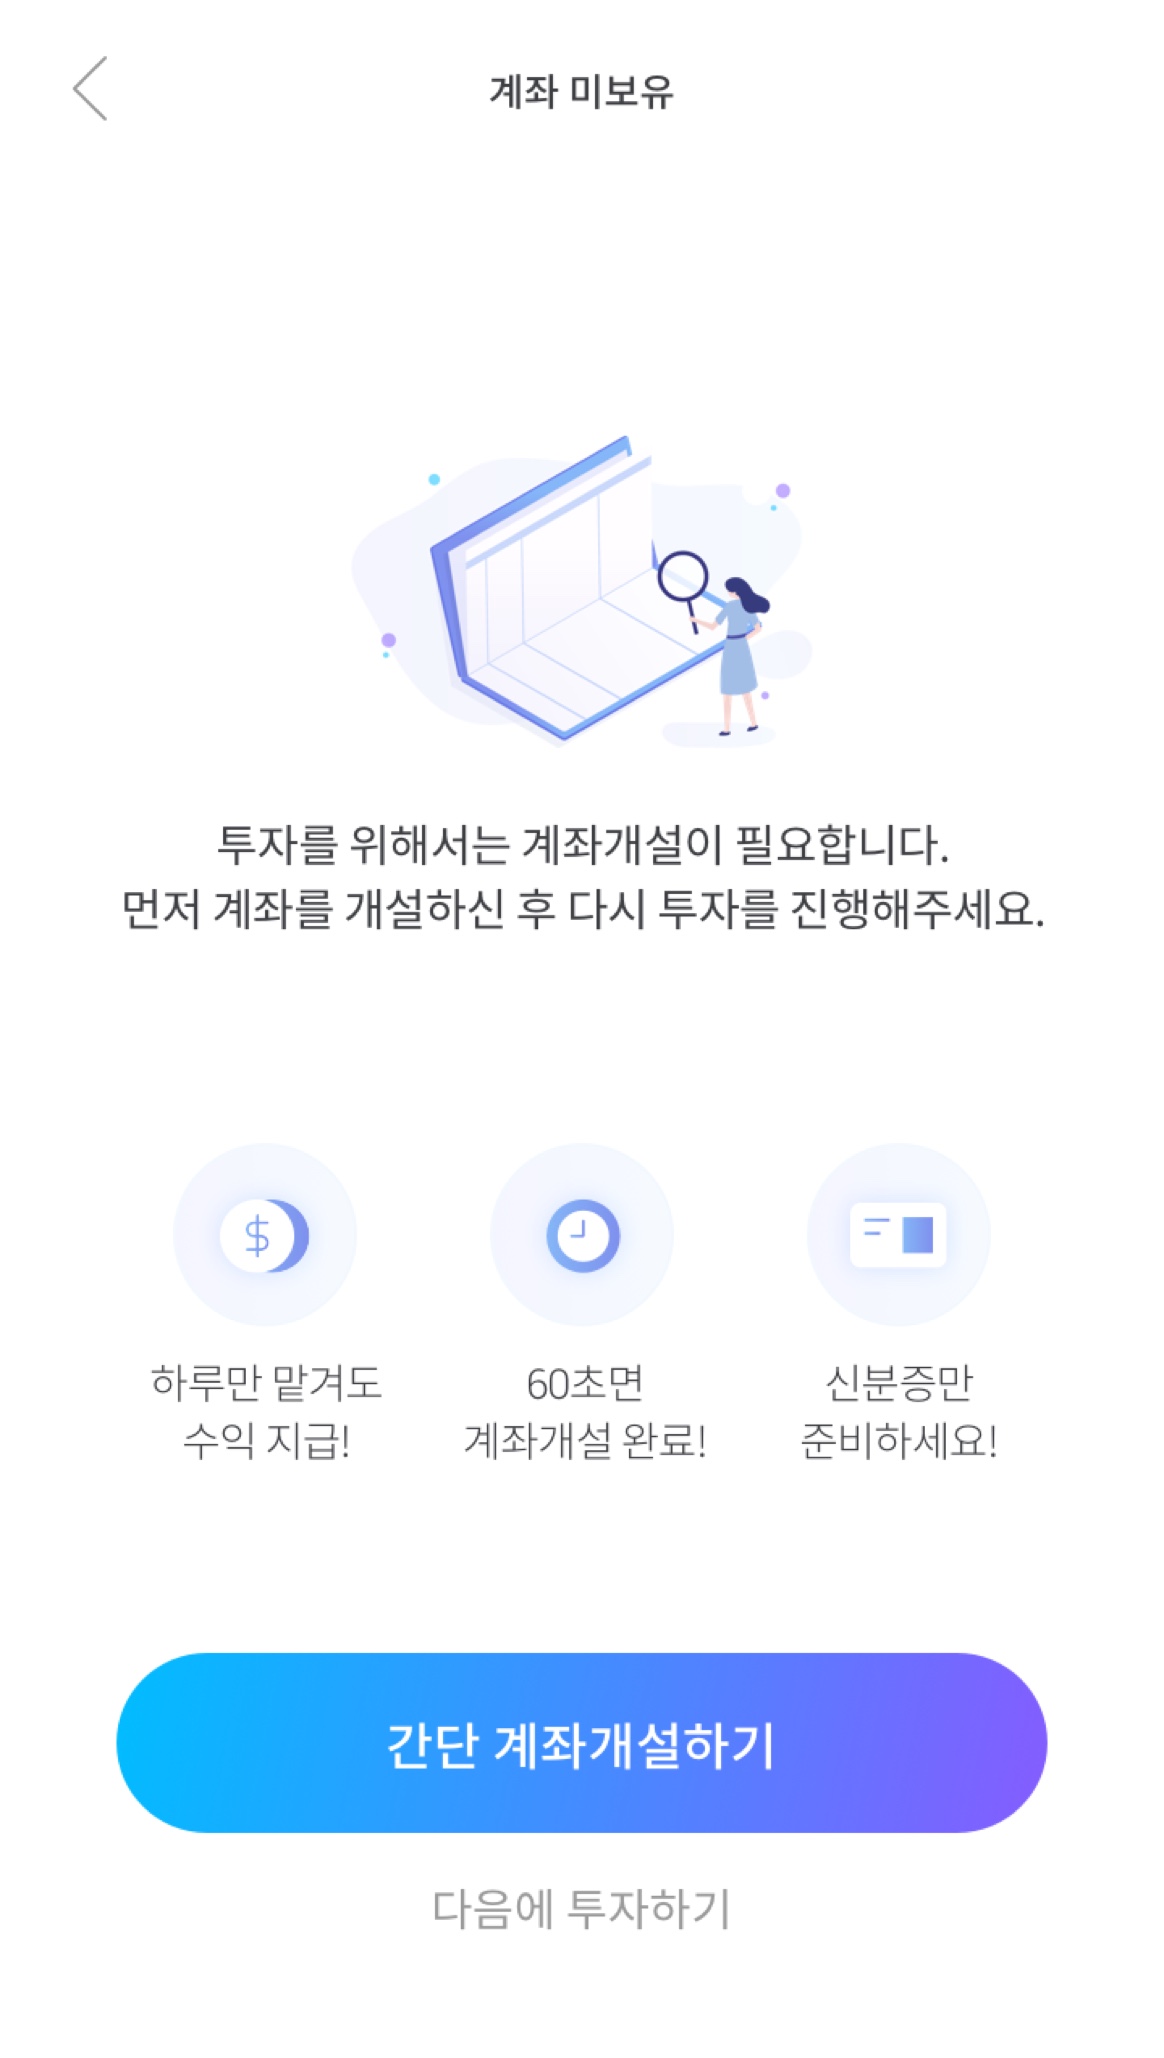 계좌 미보유
투자를 위해서는 계좌개설이 필요합니다.
먼저 계좌를 개설하신 후 다시 투자를 진행해주세요.
$
하루만 맡겨도
수익 지급!
60초면
계좌개설 완료!
신분증만
준비하세요!
간단 계좌개설하기
다음에 투자하기